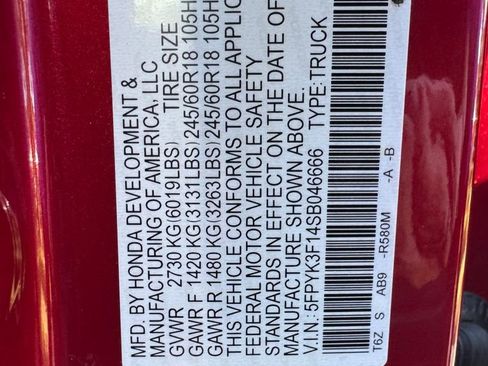 MFD. BY HONDA DEVELOPMENT &
MANUFACTURING OF AMERICA, LLC
GVWR 2730 KG(6019LBS) TIRE SIZE
GAWR F 1420 KG(3131LBS) 245/60R18 105H
GAWR R 1480 KG(3263LBS) 245/60R18 105H
THIS VEHICLE CONFORMS TO ALL APPLIC
FEDERAL MOTOR VEHICLE SAFETY
STANDARDS IN EFFECT ON THE DATE OF
MANUFACTURE SHOWN ABOVE.
V.I.N.: 5FPYK3F14SB046666 TYPE: TRUCK
T6Z S AB9 -R580M -A -B